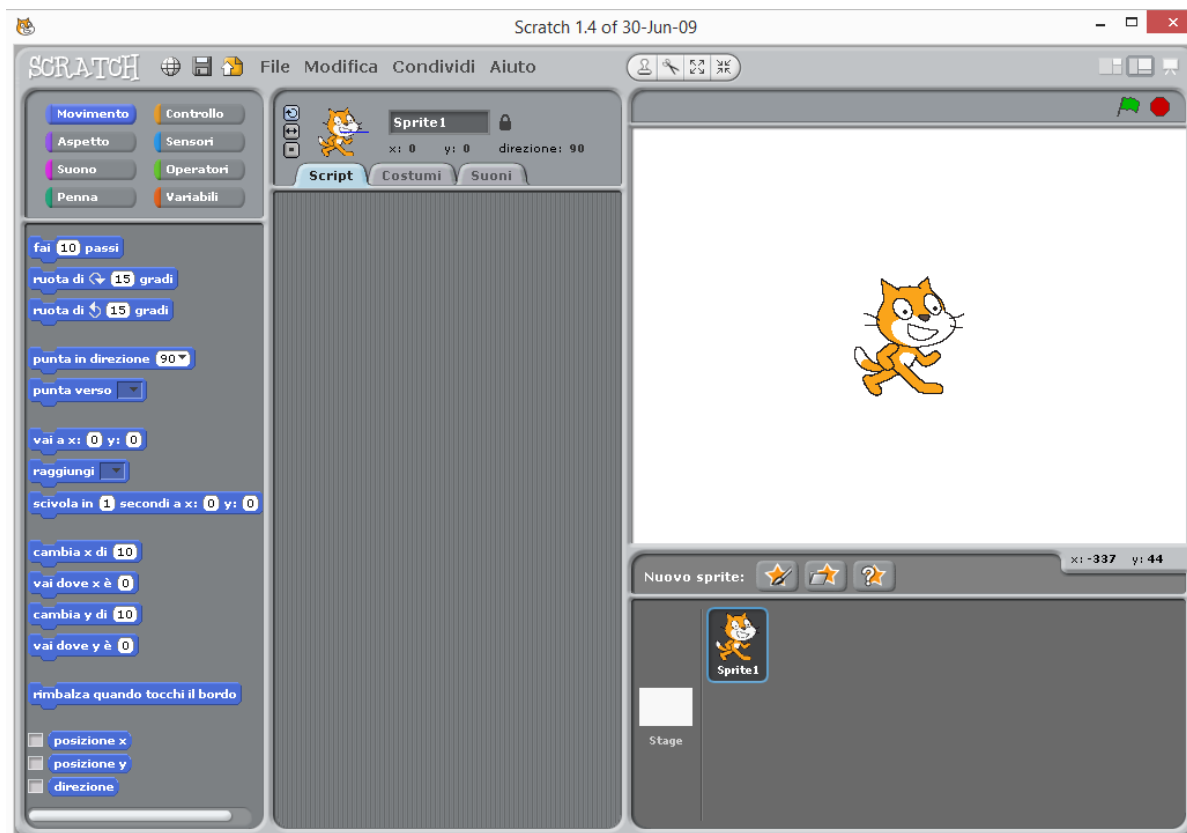 Scratch 1.4 of 30-Jun-09
SCRATCH File Modifica Condividi Aiuto
Movimento Controllo
Aspetto Sensori
Suono Operatori
Penna Variabili
fai 10 passi
ruota di 15 gradi
ruota di 15 gradi
punta in direzione 90
punta verso
vai a x: 0 y: 0
raggiungi
scivola in 1 secondi a x: 0 y: 0
cambia x di 10
vai dove x è 0
cambia y di 10
vai dove y è 0
rimbalza quando tocchi il bordo
posizione x
posizione y
direzione
Sprite1
x: 0 y: 0 direzione: 90
Script Costumi Suoni
x: -337 y: 44
Nuovo sprite:
Sprite1
Stage